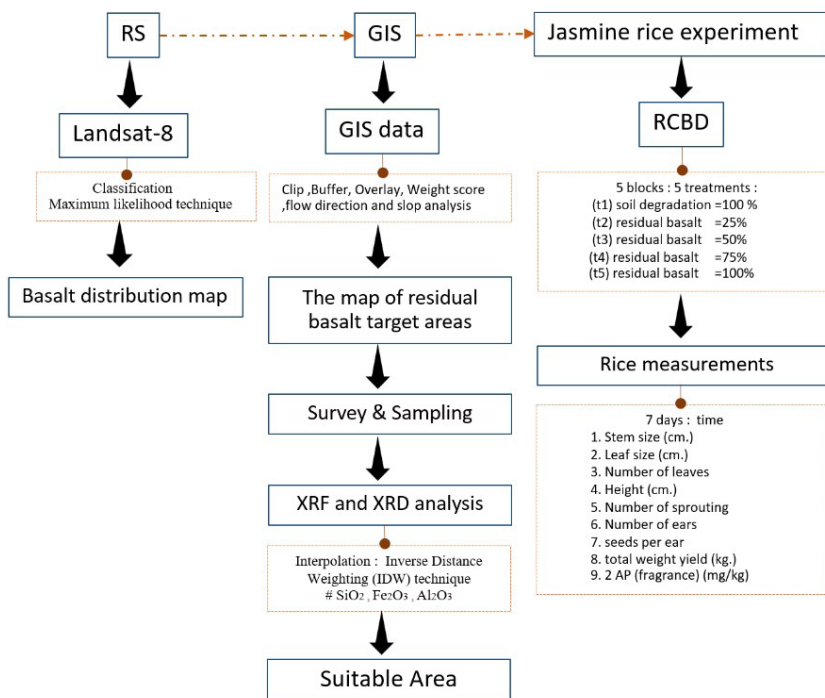 RS
GIS
Jasmine rice experiment
Landsat-8
Classification
Maximum likelihood technique
Basalt distribution map
GIS data
Clip ,Buffer, Overlay, Weight score
,flow direction and slop analysis
The map of residual
basalt target areas
Survey & Sampling
XRF and XRD analysis
Interpolation : Inverse Distance
Weighting (IDW) technique
# SiO₂ , Fe₂O₃ , Al₂O₃
Suitable Area
RCBD
5 blocks : 5 treatments :
(t1) soil degradation =100 %
(t2) residual basalt =25%
(t3) residual basalt =50%
(t4) residual basalt =75%
(t5) residual basalt =100%
Rice measurements
7 days : time
1. Stem size (cm.)
2. Leaf size (cm.)
3. Number of leaves
4. Height (cm.)
5. Number of sprouting
6. Number of ears
7. seeds per ear
8. total weight yield (kg.)
9. 2 AP (fragrance) (mg/kg)